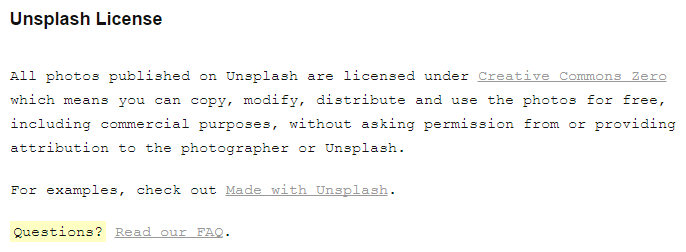 Unsplash License
All photos published on Unsplash are licensed under Creative Commons Zero
which means you can copy, modify, distribute and use the photos for free,
including commercial purposes, without asking permission from or providing
attribution to the photographer or Unsplash.
For examples, check out Made with Unsplash.
Questions? Read our FAQ.